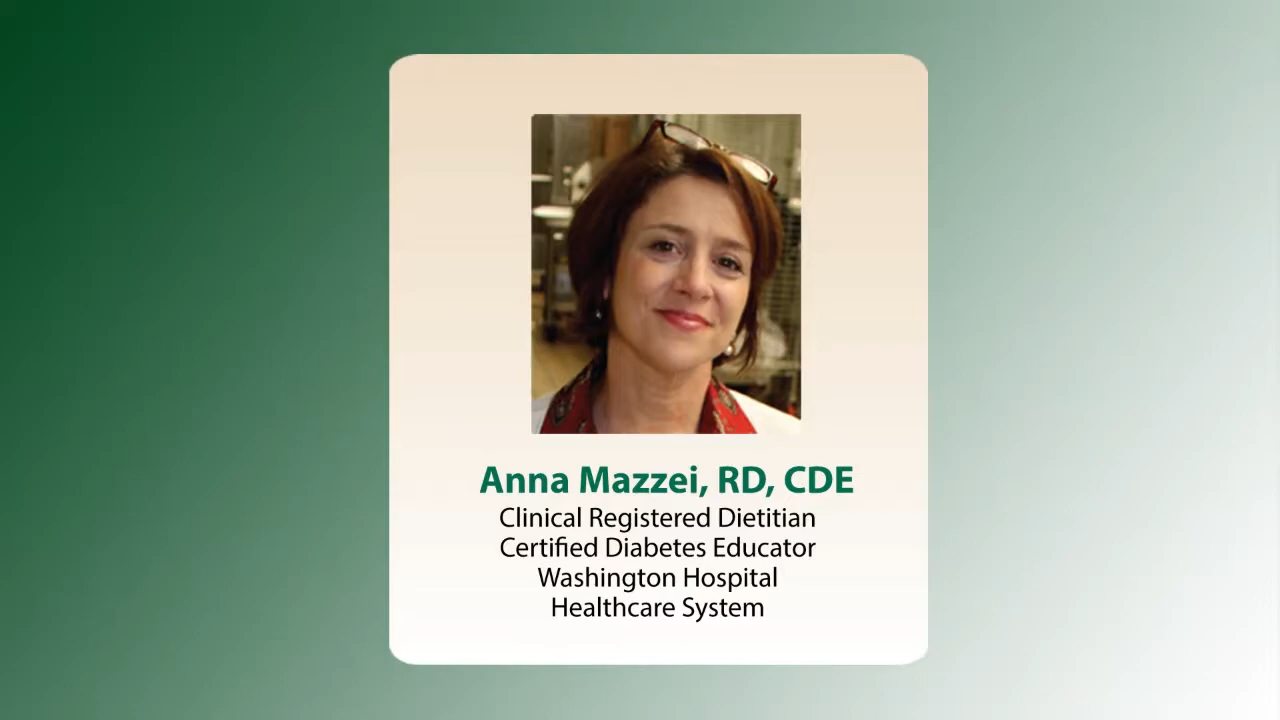 Anna Mazzei, RD, CDE
Clinical Registered Dietitian
Certified Diabetes Educator
Washington Hospital
Healthcare System